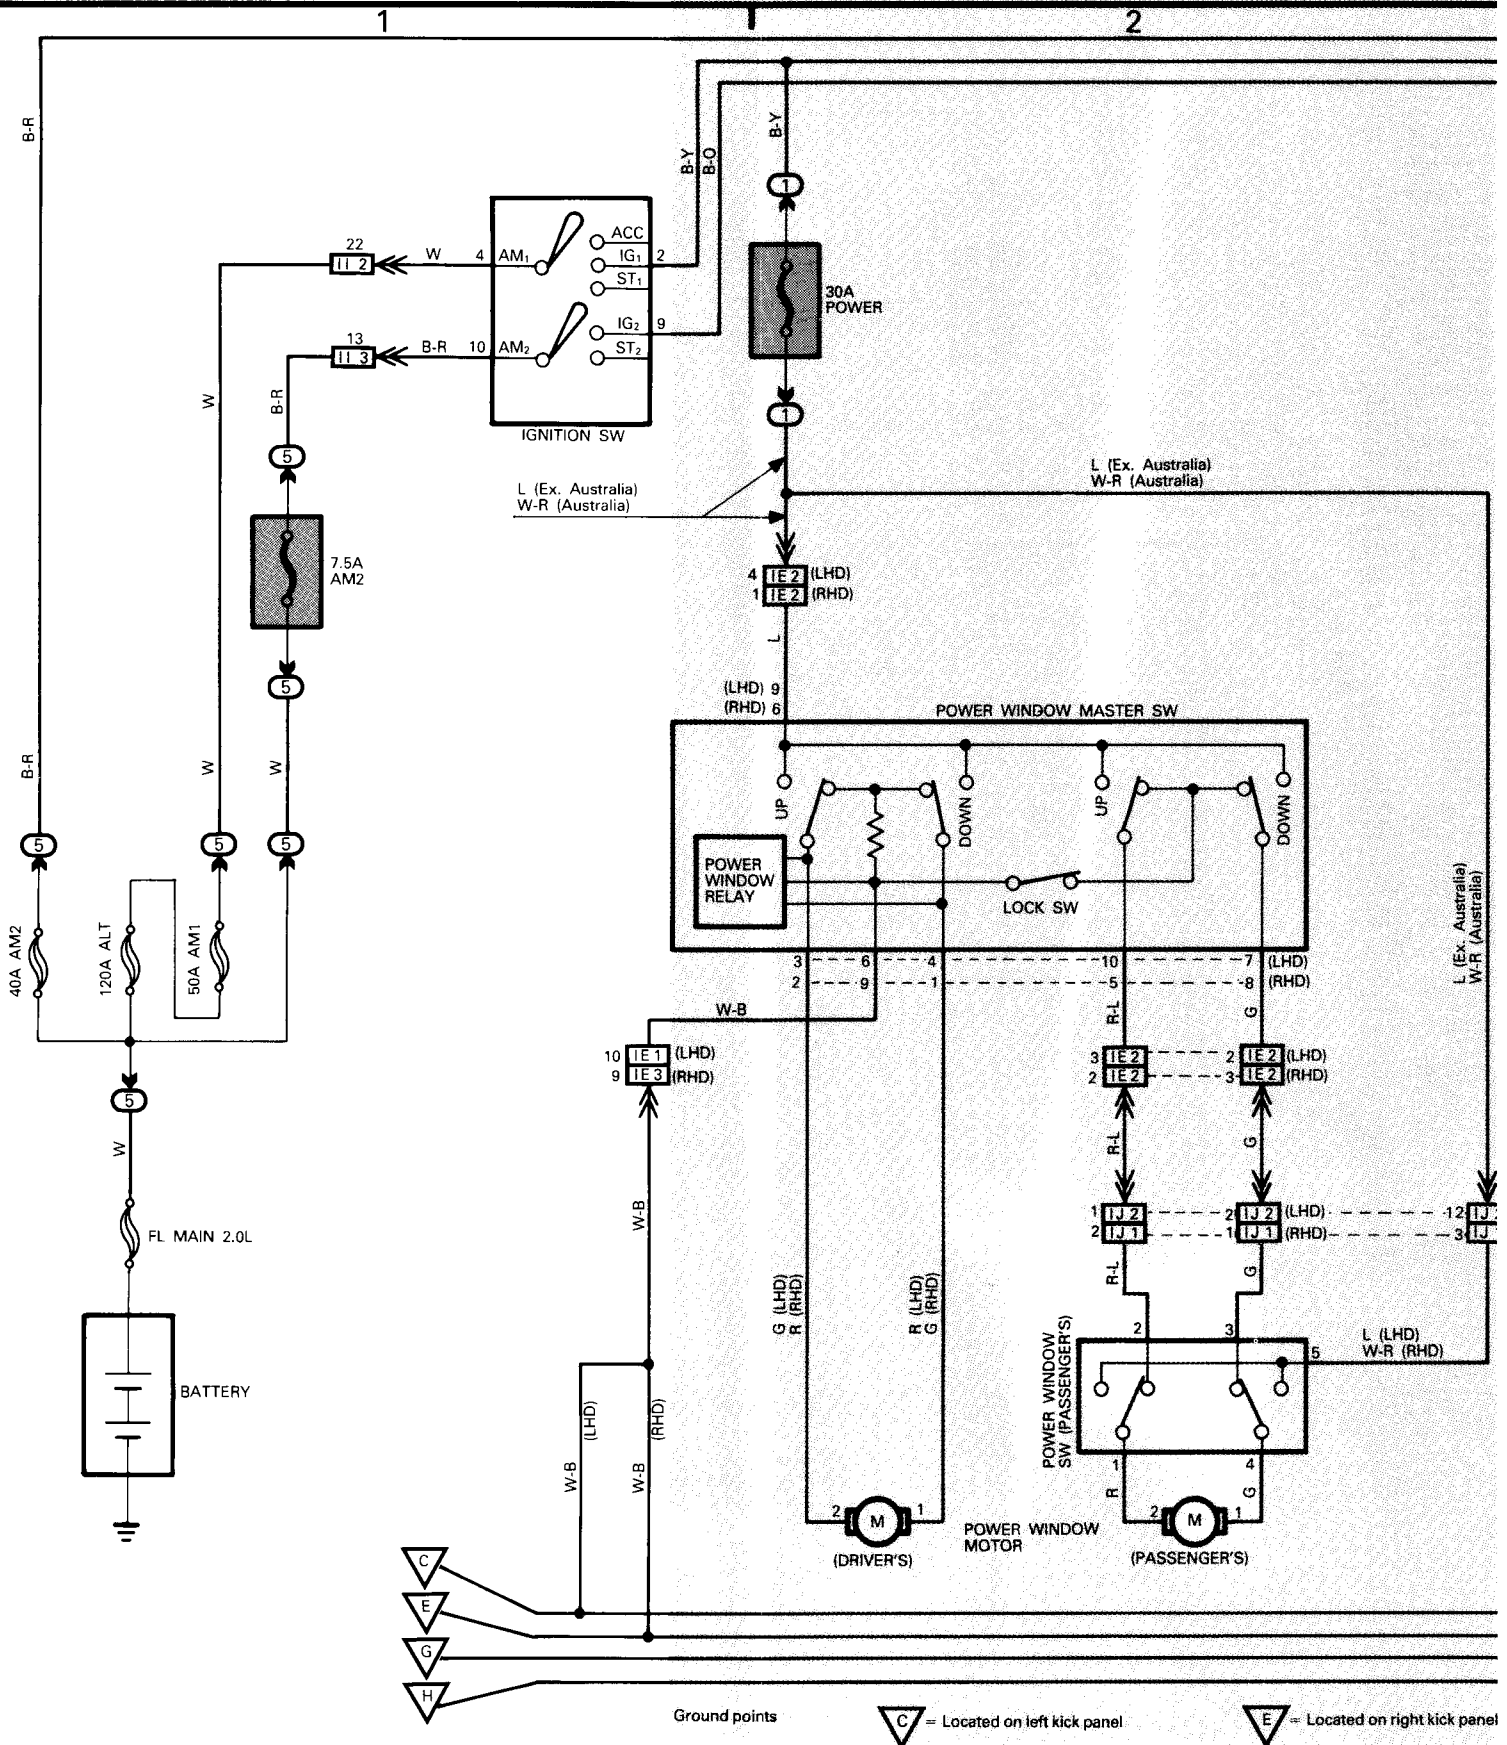 1
2
B-R
B-Y
B-O
B-Y
1
22
II 2
W
4
AM1
ACC
IG1
2
ST1
13
II 3
B-R
10
AM2
IG2
9
ST2
IGNITION SW
30A
POWER
1
W
B-R
5
7.5A
AM2
5
L (Ex. Australia)
W-R (Australia)
L (Ex. Australia)
W-R (Australia)
4 IE 2 (LHD)
1 IE 2 (RHD)
L
(LHD) 9
(RHD) 6
POWER WINDOW MASTER SW
B-R
W
W
5
5
5
UP
DOWN
UP
DOWN
POWER
WINDOW
RELAY
LOCK SW
L (Ex. Australia)
W-R (Australia)
40A AM2
120A ALT
50A AM1
3 6 4 10 7 (LHD)
2 9 1 5 8 (RHD)
W-B
R-L
G
10 IE 1 (LHD)
9 IE 3 (RHD)
3 IE 2 2 IE 2 (LHD)
2 IE 2 3 IE 2 (RHD)
5
W
R-L
G
FL MAIN 2.0L
W-B
1 IJ 2 2 IJ 2 (LHD) 12
2 IJ 1 1 IJ 1 (RHD) 3 IJ
R-L
G
G (LHD)
R (RHD)
R (LHD)
G (RHD)
BATTERY
2
3
5
L (LHD)
W-R (RHD)
POWER WINDOW
SW (PASSENGER'S)
(LHD)
(RHD)
W-B
W-B
1
4
R
G
2 M 1
(DRIVER'S)
POWER WINDOW
MOTOR
2 M 1
(PASSENGER'S)
C
E
G
H
Ground points
C = Located on left kick panel
E = Located on right kick panel